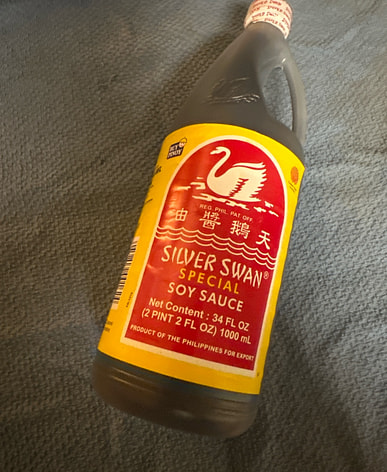 REG. PHIL. PAT. OFF.
油醬鵝天
SILVER SWAN®
SPECIAL
SOY SAUCE
Net Content : 34 FL OZ
(2 PINT 2 FL OZ) 1000 mL
PRODUCT OF THE PHILIPPINES FOR EXPORT